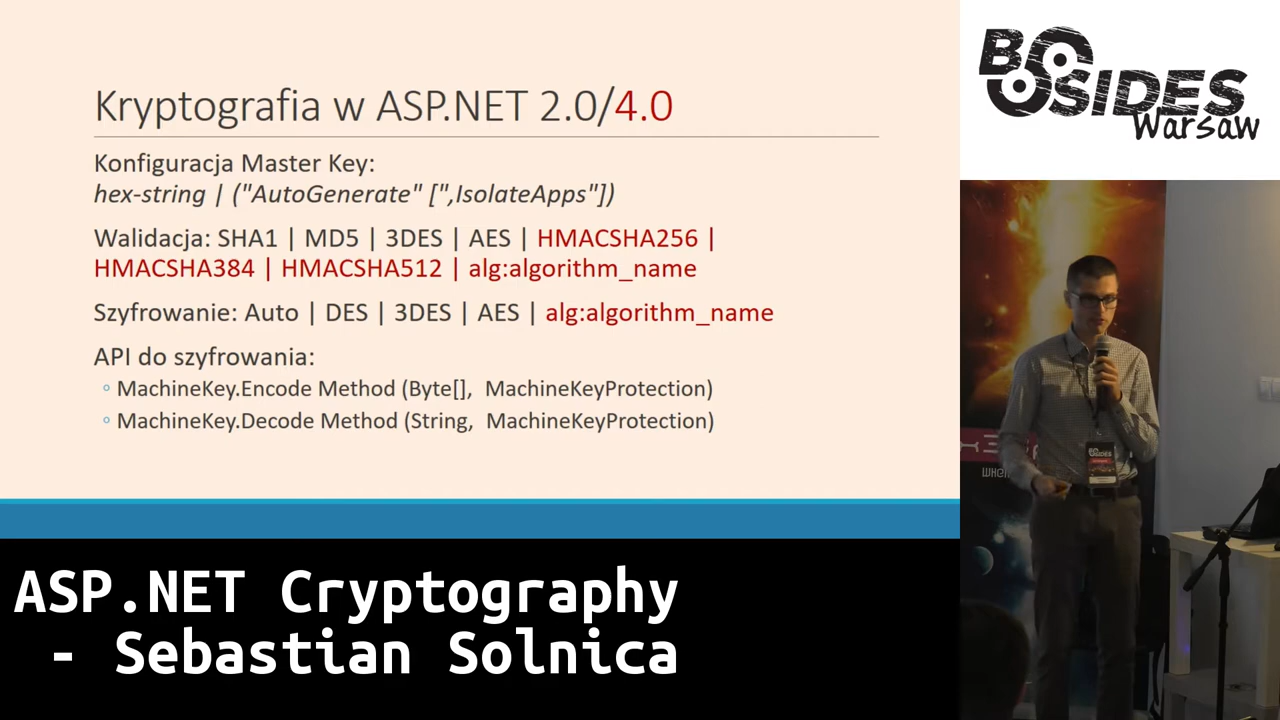 Kryptografia w ASP.NET 2.0/4.0
Konfiguracja Master Key:
hex-string | ("AutoGenerate" [",IsolateApps"])
Walidacja: SHA1 | MD5 | 3DES | AES | HMACSHA256 |
HMACSHA384 | HMACSHA512 | alg:algorithm_name
Szyfrowanie: Auto | DES | 3DES | AES | alg:algorithm_name
API do szyfrowania:
◦ MachineKey.Encode Method (Byte[], MachineKeyProtection)
◦ MachineKey.Decode Method (String, MachineKeyProtection)
ASP.NET Cryptography
- Sebastian Solnica
BSIDES
Warsaw